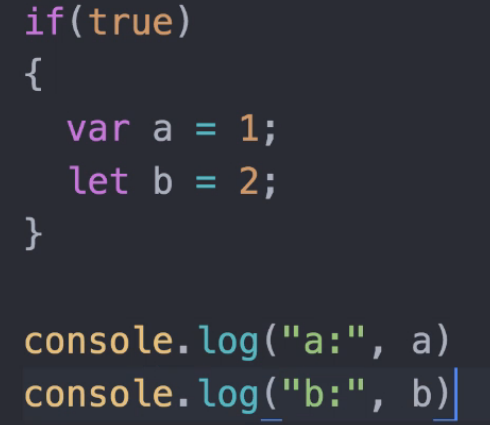 if(true)
{
  var a = 1;
  let b = 2;
}

console.log("a:", a)
console.log("b:", b)